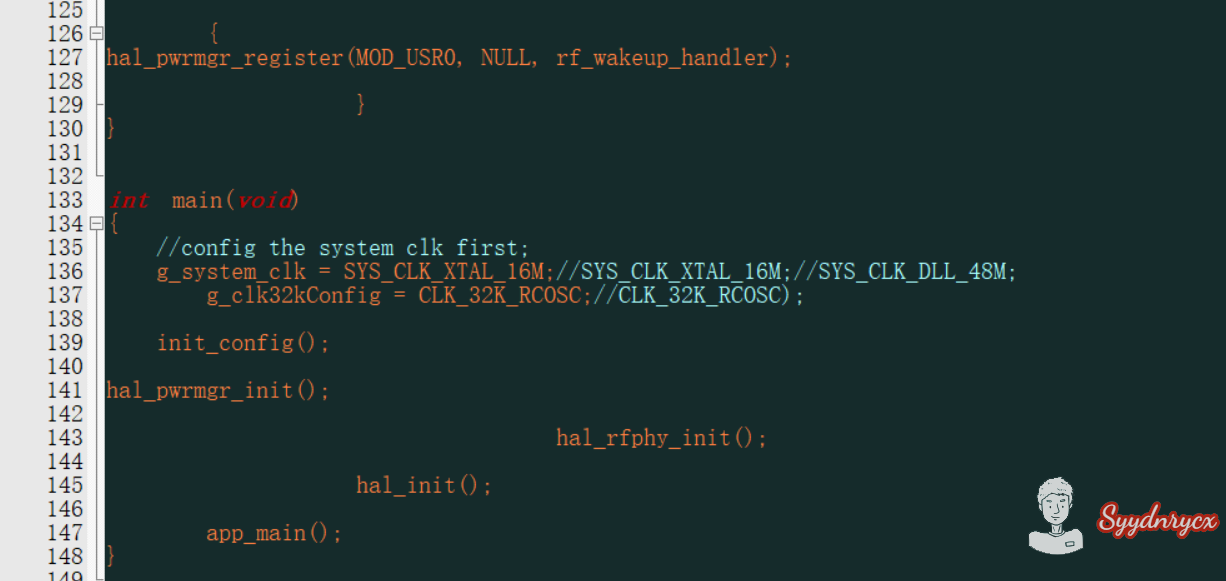 125
126 {
127 hal_pwrmgr_register(MOD_USR0, NULL, rf_wakeup_handler);
128
129 }
130 }
131
132
133 int main(void)
134 {
135 //config the system clk first;
136 g_system_clk = SYS_CLK_XTAL_16M;//SYS_CLK_XTAL_16M;//SYS_CLK_DLL_48M;
137 g_clk32kConfig = CLK_32K_RCOSC;//CLK_32K_RCOSC);
138
139 init_config();
140
141 hal_pwrmgr_init();
142
143 hal_rfphy_init();
144
145 hal_init();
146
147 app_main();
148 }
149
Syydnrycx